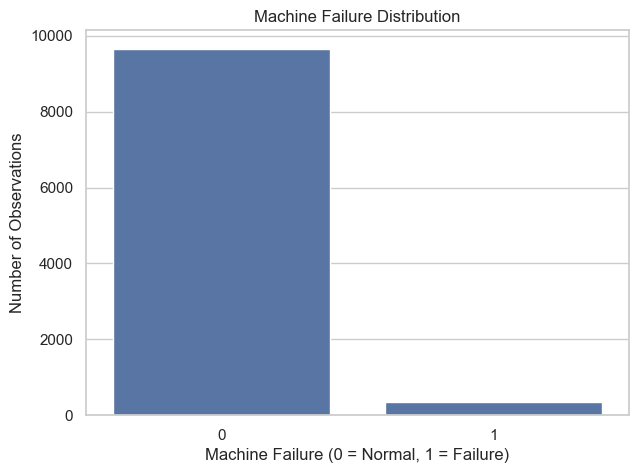 Machine Failure Distribution
10000
8000
6000
4000
2000
0
Number of Observations
0 1
Machine Failure (0 = Normal, 1 = Failure)